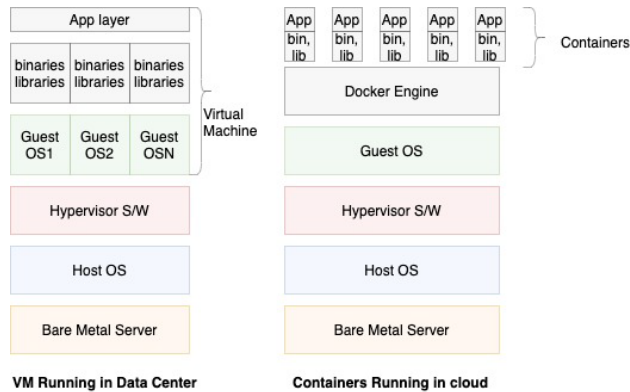 App layer
binaries
libraries
binaries
libraries
binaries
libraries
Virtual
Machine
Guest
OS1
Guest
OS2
Guest
OSN
Hypervisor S/W
Host OS
Bare Metal Server
VM Running in Data Center
App
bin,
lib
App
bin,
lib
App
bin,
lib
App
bin,
lib
App
bin,
lib
Containers
Docker Engine
Guest OS
Hypervisor S/W
Host OS
Bare Metal Server
Containers Running in cloud